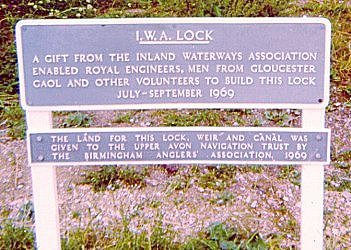 I.W.A. LOCK
A GIFT FROM THE INLAND WATERWAYS ASSOCIATION
ENABLED ROYAL ENGINEERS, MEN FROM GLOUCESTER
GAOL AND OTHER VOLUNTEERS TO BUILD THIS LOCK
JULY-SEPTEMBER 1969
THE LAND FOR THIS LOCK, WEIR AND CANAL WAS
GIVEN TO THE UPPER AVON NAVIGATION TRUST BY
THE BIRMINGHAM ANGLERS' ASSOCIATION, 1969